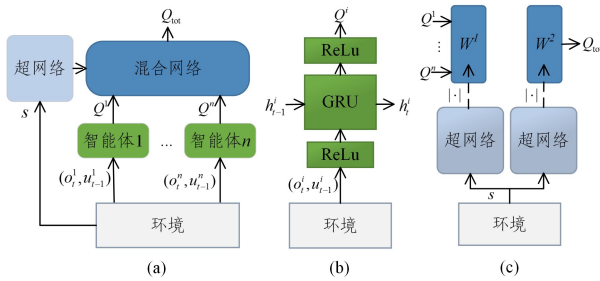 Q_tot
超网络
混合网络
s
Q^1
Q^n
智能体1
...
智能体n
(o_t^1,u_{t-1}^1)
(o_t^n,u_{t-1}^n)
环境
(a)
Q^i
ReLu
h_{t-1}^i
GRU
h_t^i
ReLu
(o_t^i,u_{t-1}^i)
环境
(b)
Q^1
⋮
Q^n
W^1
W^2
Q_tot
|·|
|·|
超网络
超网络
s
环境
(c)